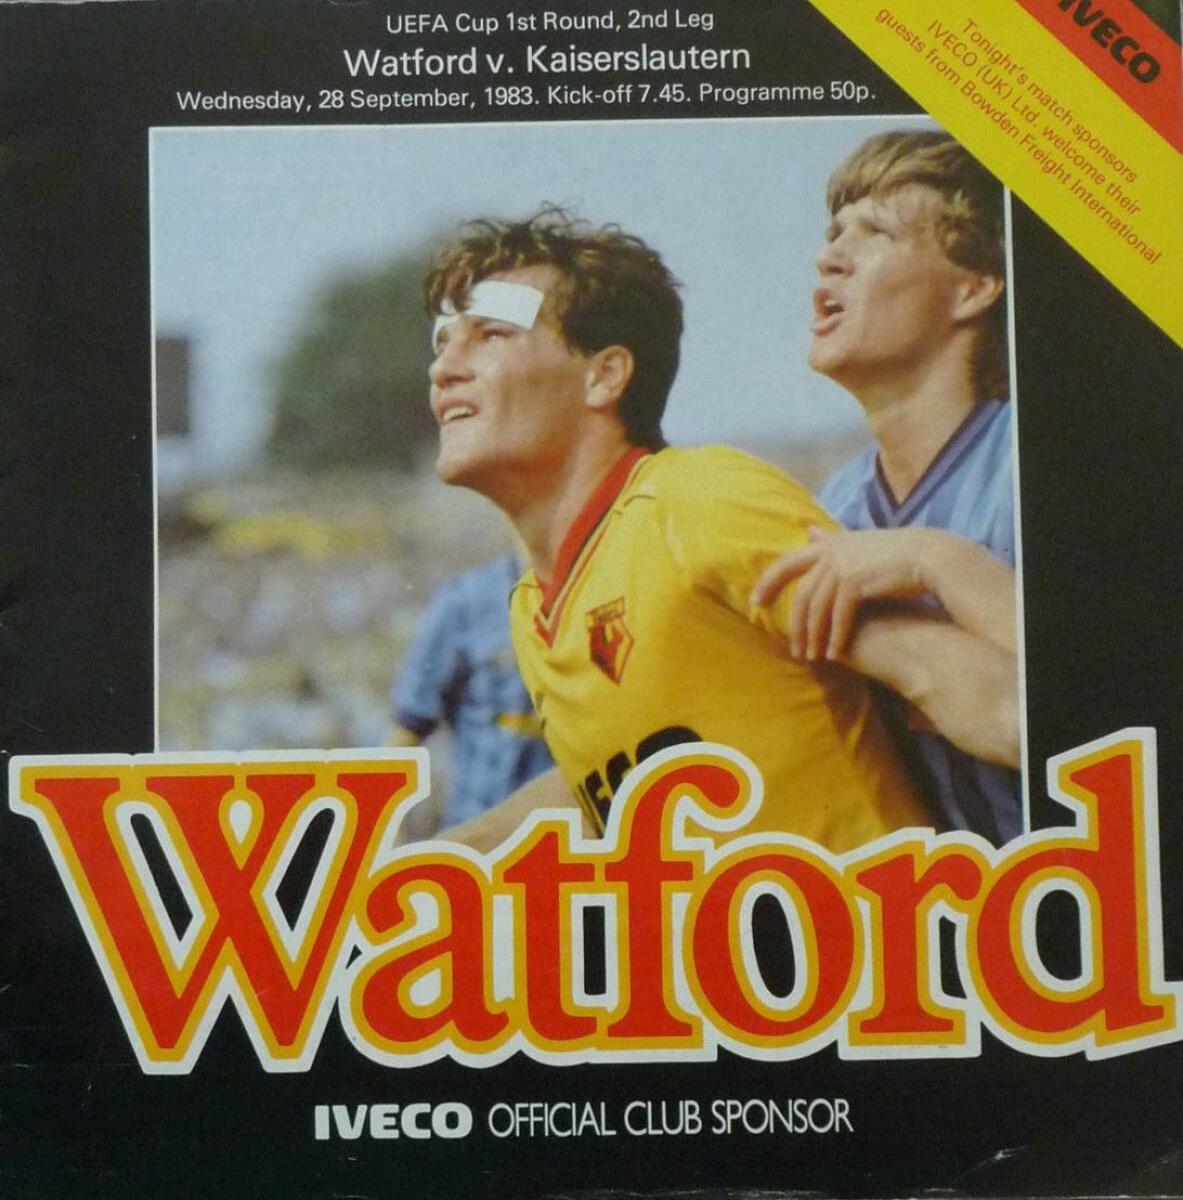 UEFA Cup 1st Round, 2nd Leg
Watford v. Kaiserslautern
Wednesday, 28 September, 1983. Kick-off 7.45. Programme 50p.
IVECO
Tonight's match sponsors
IVECO (UK) Ltd. welcome their
guests from Bowden Freight International
IVECO
Watford
IVECO OFFICIAL CLUB SPONSOR